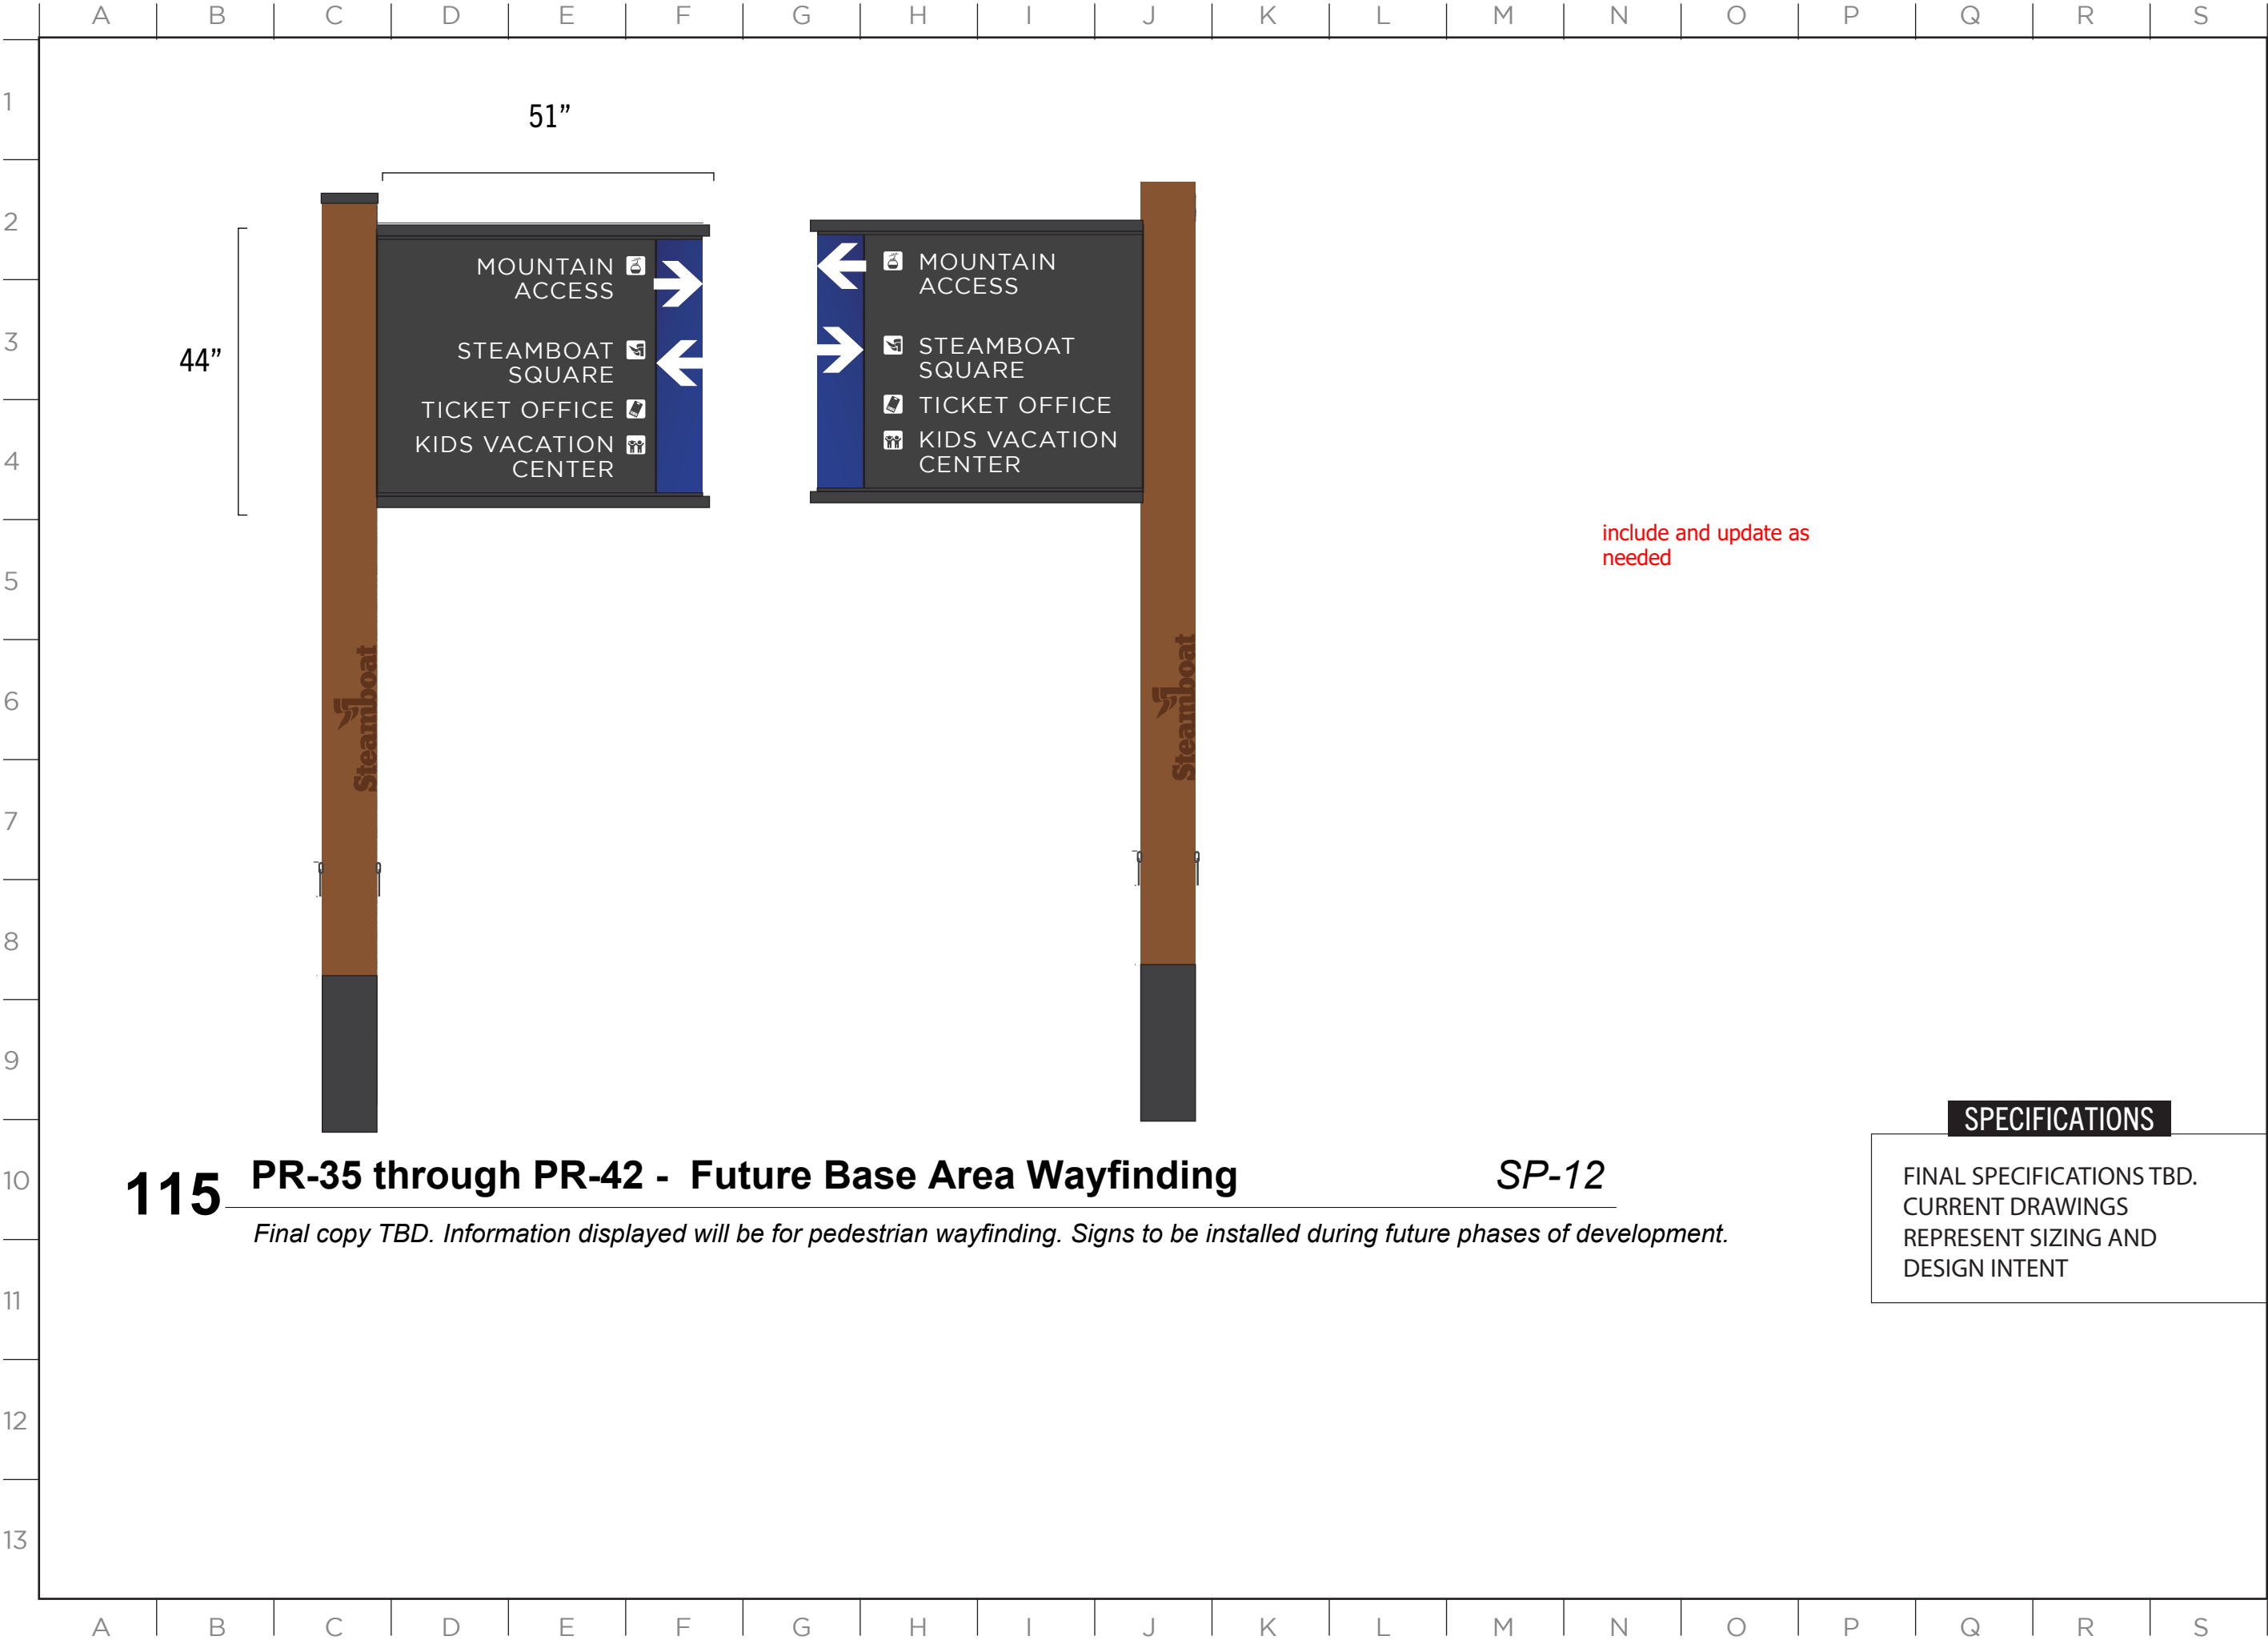 A B C D E F G H I J K L M N O P Q R S
1
2
3
4
5
6
7
8
9
10
11
12
13
51”
44”
MOUNTAIN
ACCESS
STEAMBOAT
SQUARE
TICKET OFFICE
KIDS VACATION
CENTER
Steamboat
MOUNTAIN
ACCESS
STEAMBOAT
SQUARE
TICKET OFFICE
KIDS VACATION
CENTER
Steamboat
include and update as
needed
115 PR-35 through PR-42 - Future Base Area Wayfinding SP-12
Final copy TBD. Information displayed will be for pedestrian wayfinding. Signs to be installed during future phases of development.
SPECIFICATIONS
FINAL SPECIFICATIONS TBD.
CURRENT DRAWINGS
REPRESENT SIZING AND
DESIGN INTENT
A B C D E F G H I J K L M N O P Q R S